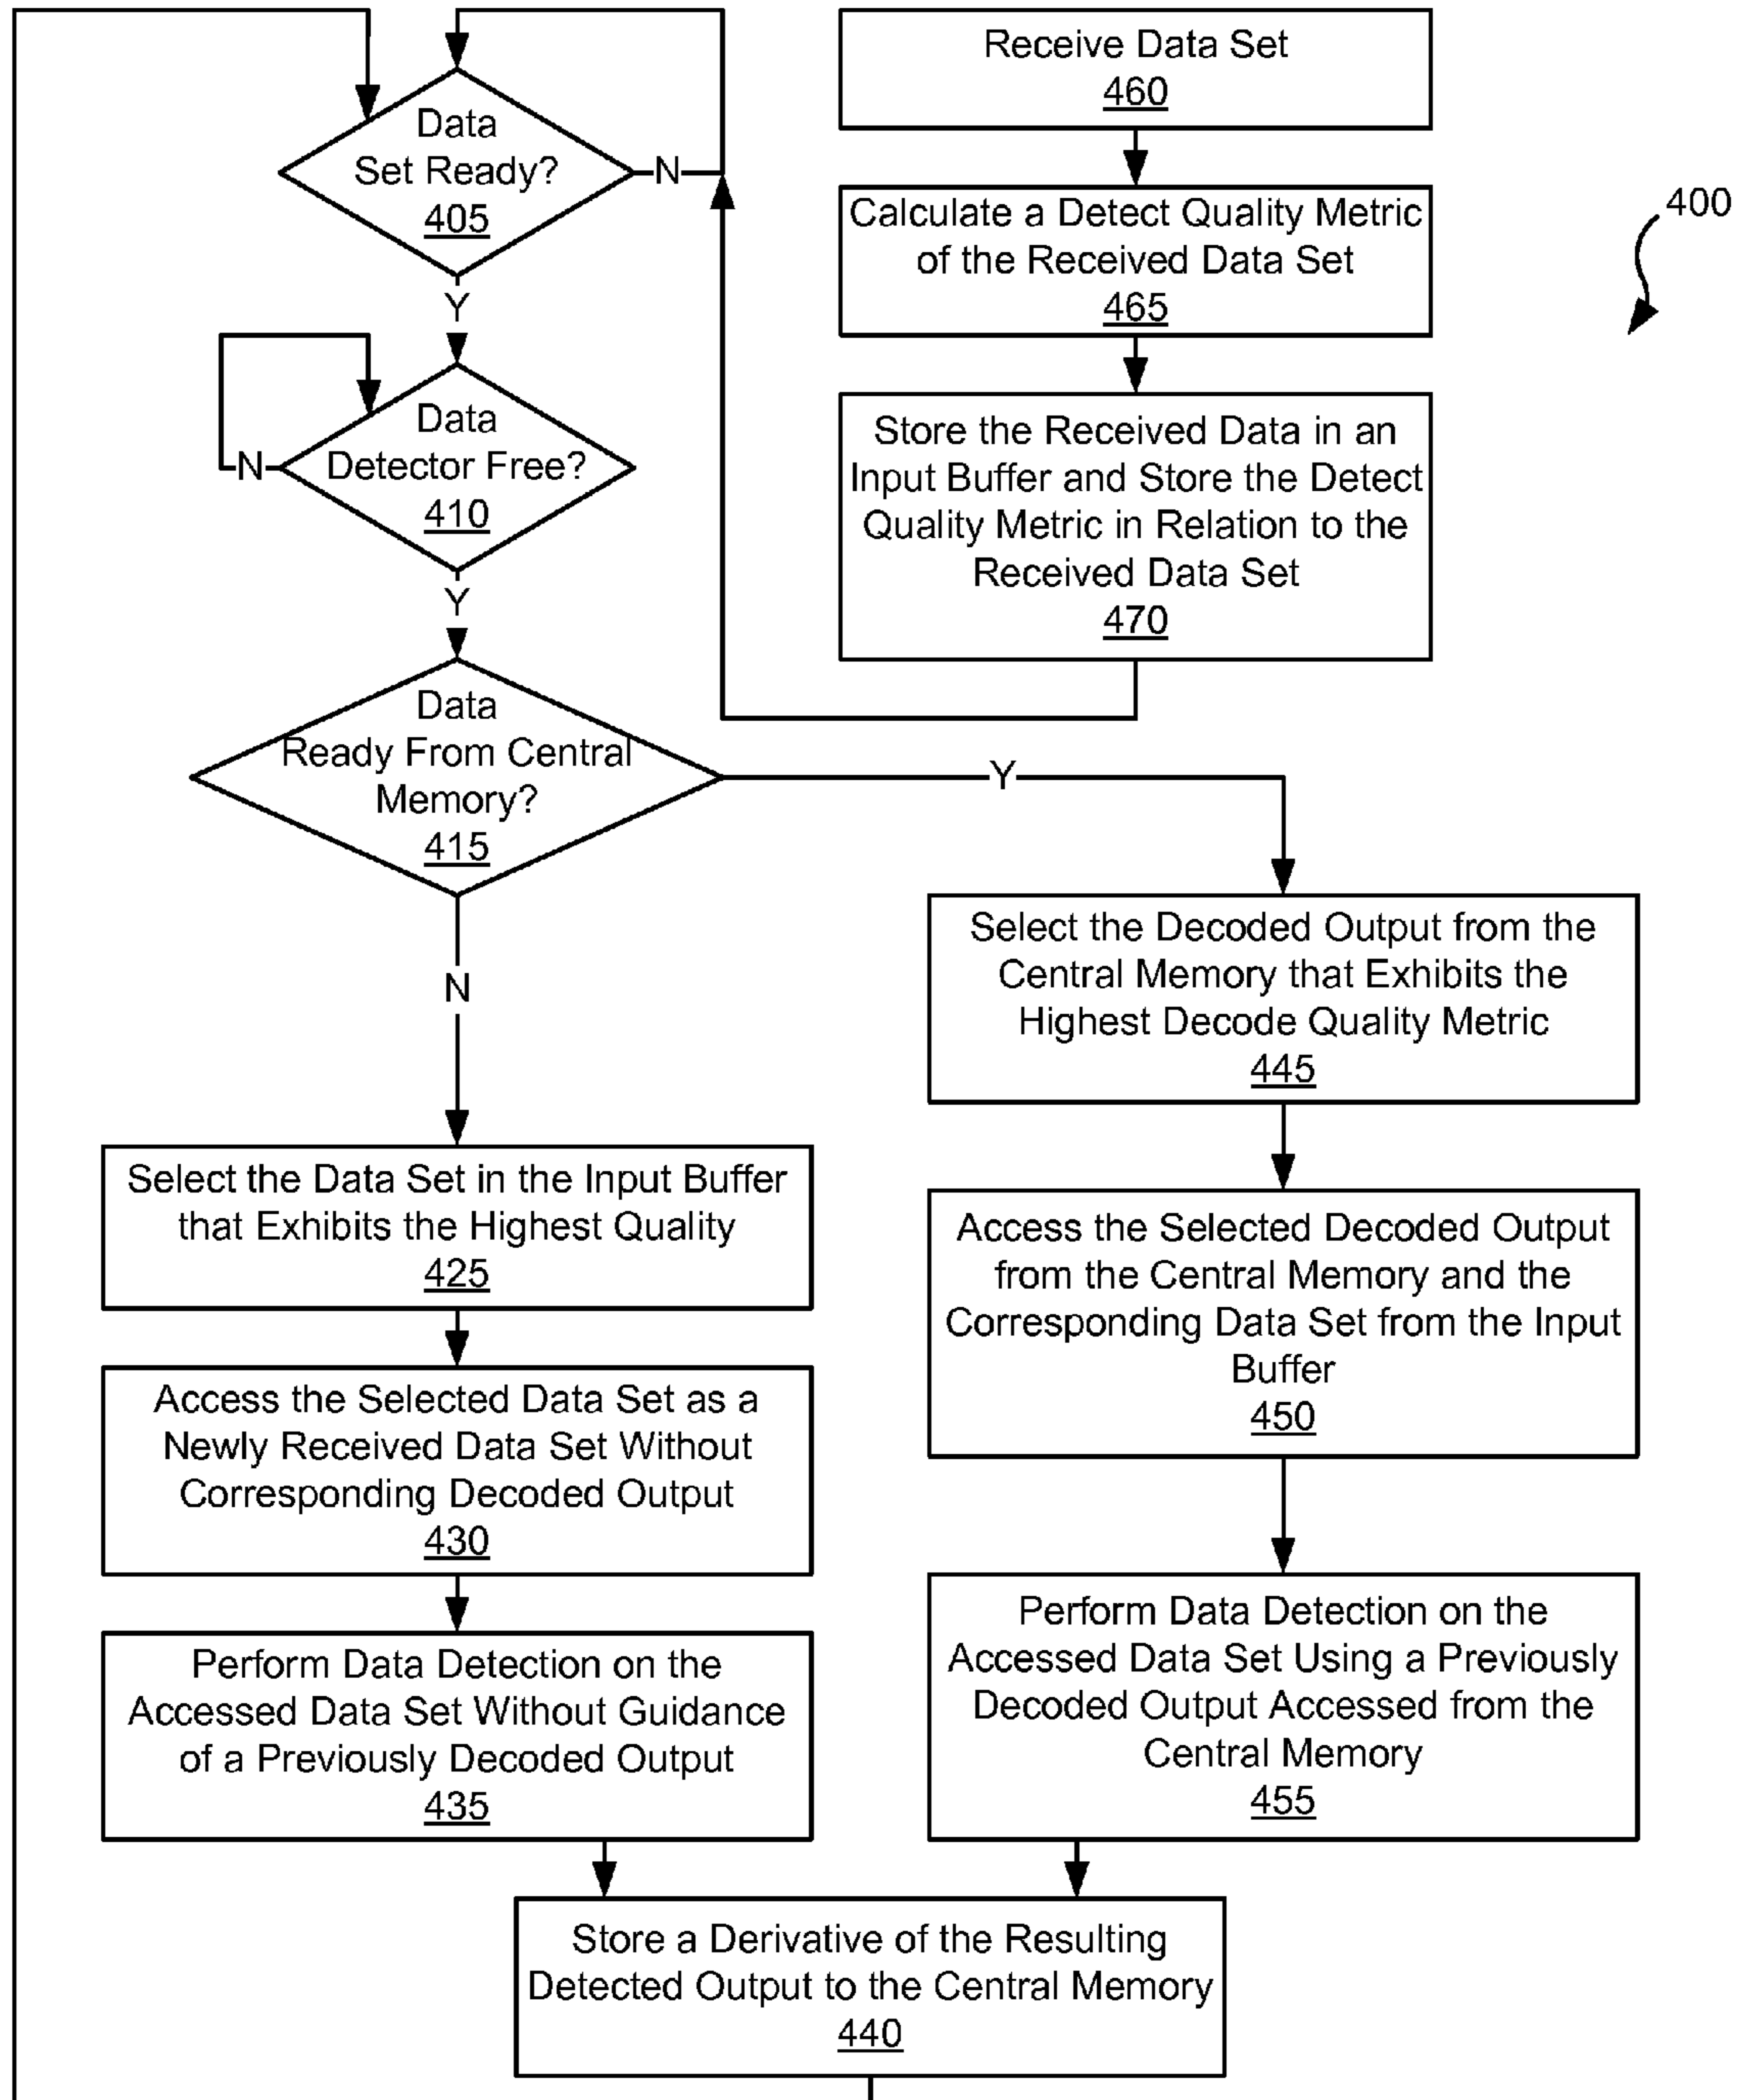 Data
Set Ready?
405
N
Y
Data
Detector Free?
410
N
Y
Data
Ready From Central
Memory?
415
Y
N
Receive Data Set
460
Calculate a Detect Quality Metric
of the Received Data Set
465
Store the Received Data in an
Input Buffer and Store the Detect
Quality Metric in Relation to the
Received Data Set
470
400
Select the Data Set in the Input Buffer
that Exhibits the Highest Quality
425
Access the Selected Data Set as a
Newly Received Data Set Without
Corresponding Decoded Output
430
Perform Data Detection on the
Accessed Data Set Without Guidance
of a Previously Decoded Output
435
Select the Decoded Output from the
Central Memory that Exhibits the
Highest Decode Quality Metric
445
Access the Selected Decoded Output
from the Central Memory and the
Corresponding Data Set from the Input
Buffer
450
Perform Data Detection on the
Accessed Data Set Using a Previously
Decoded Output Accessed from the
Central Memory
455
Store a Derivative of the Resulting
Detected Output to the Central Memory
440